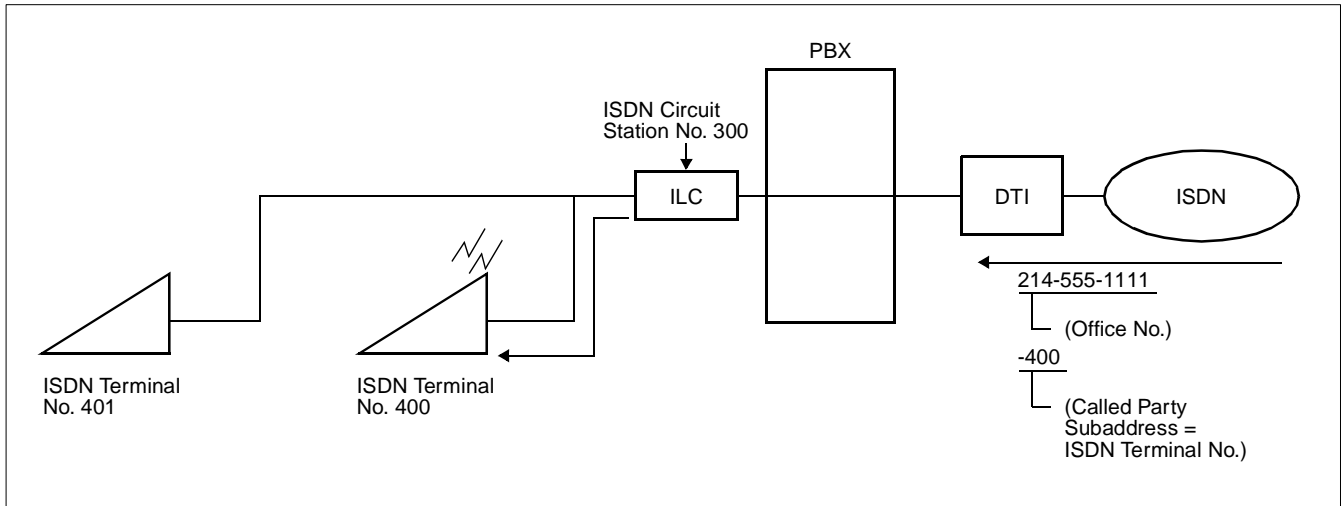 PBX
ISDN Circuit
Station No. 300
ILC
DTI
ISDN
214-555-1111
(Office No.)
-400
(Called Party
Subaddress =
ISDN Terminal No.)
ISDN Terminal
No. 401
ISDN Terminal
No. 400